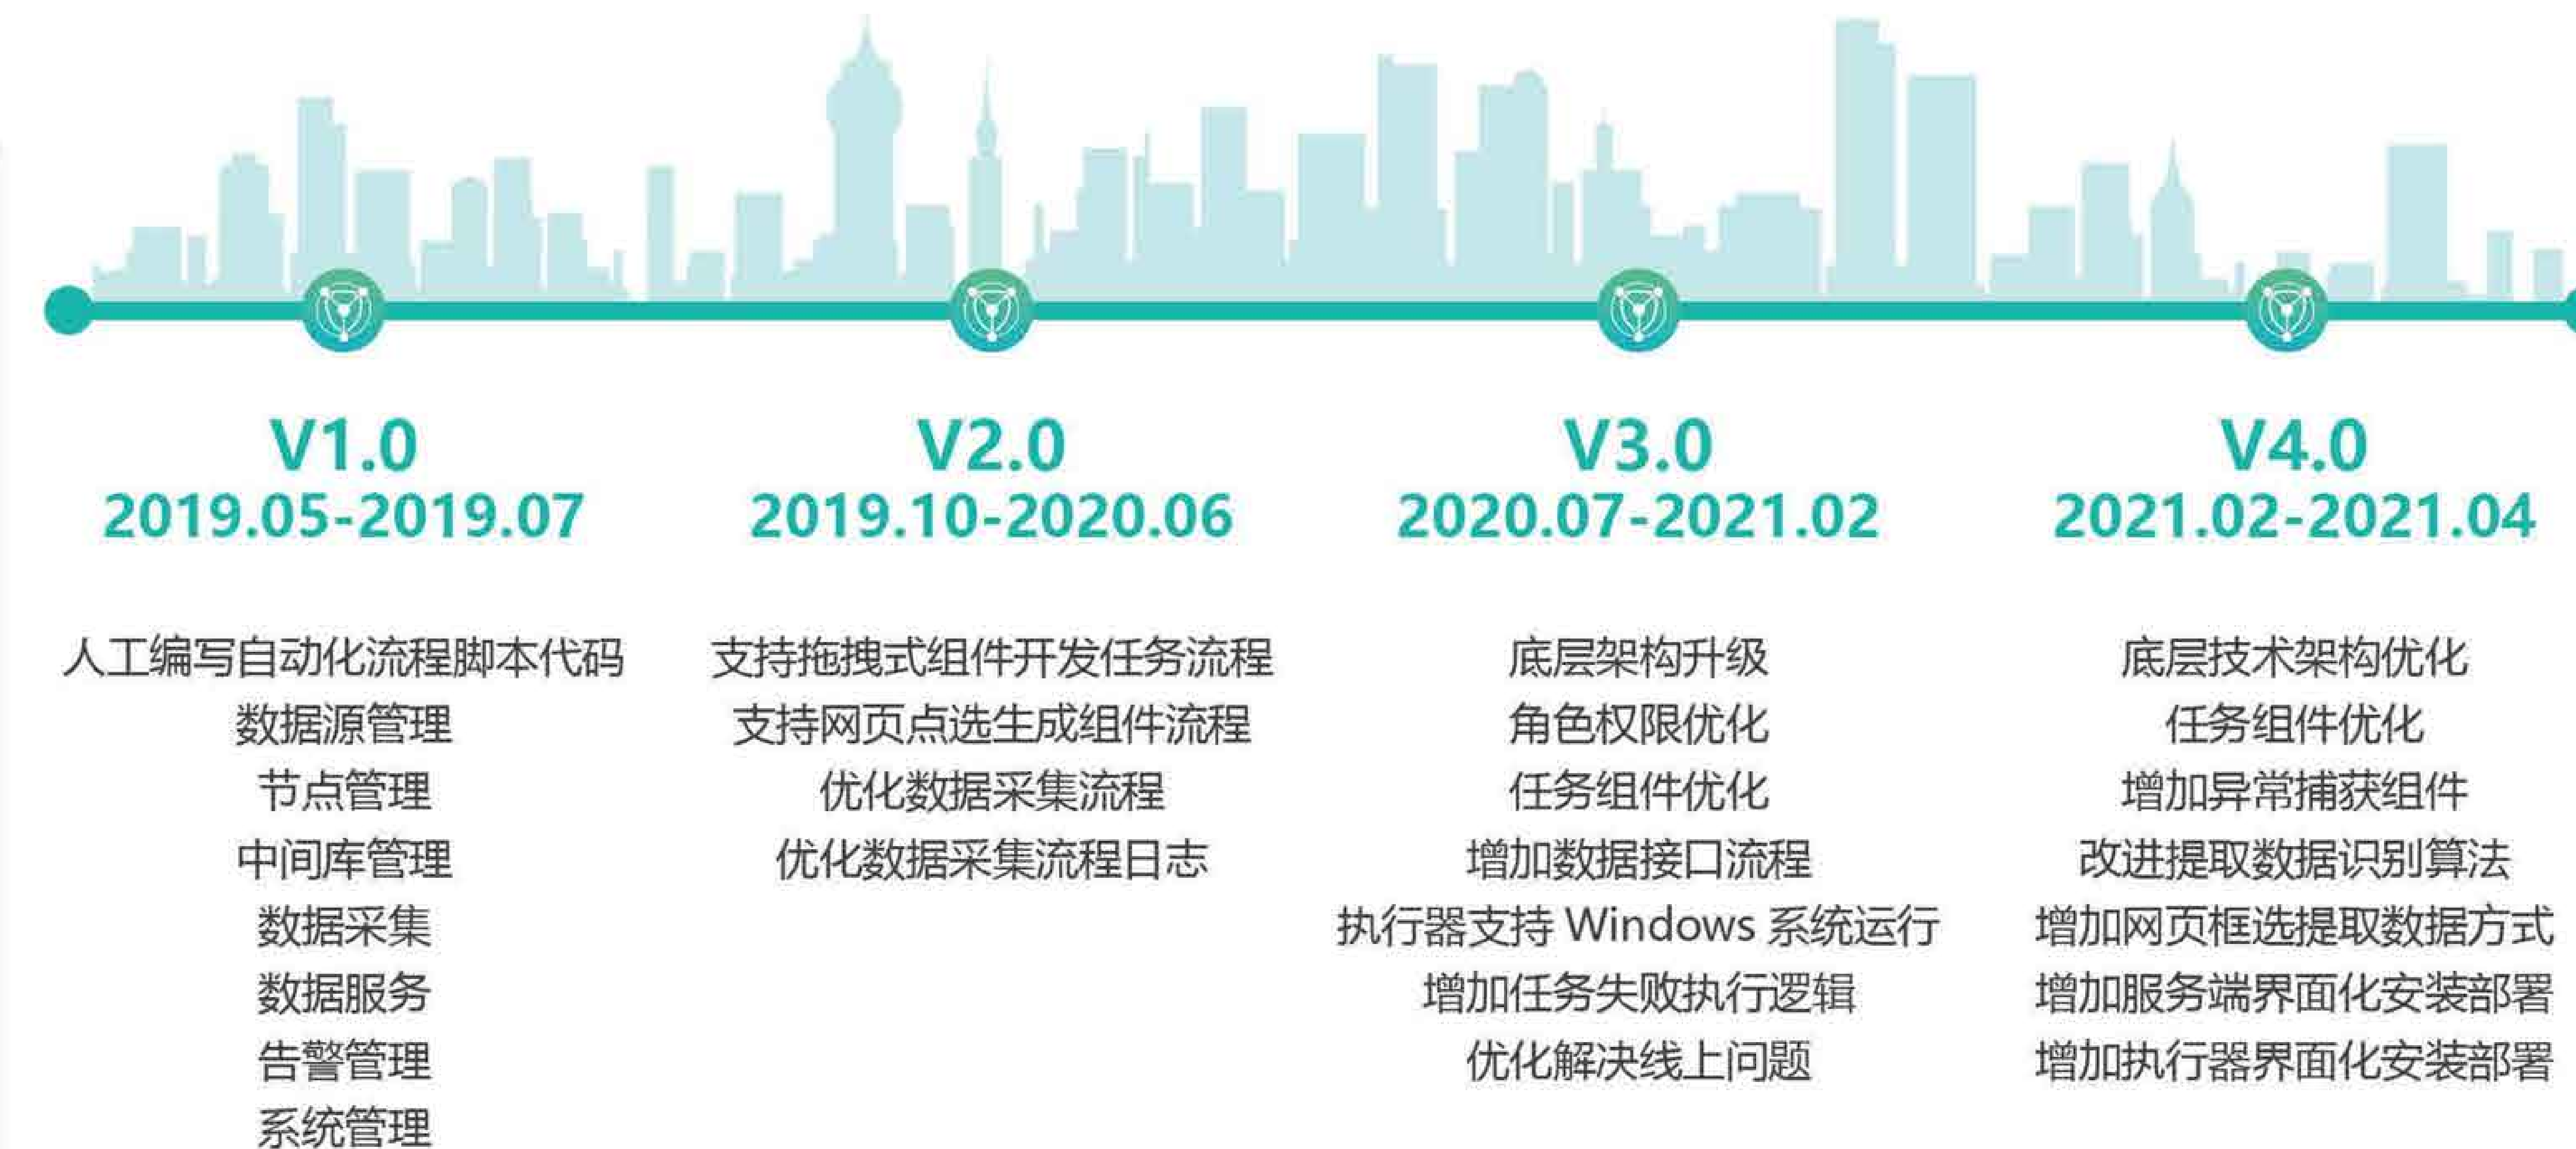 V1.0
2019.05-2019.07
人工编写自动化流程脚本代码
数据源管理
节点管理
中间库管理
数据采集
数据服务
告警管理
系统管理
V2.0
2019.10-2020.06
支持拖拽式组件开发任务流程
支持网页点选生成组件流程
优化数据采集流程
优化数据采集流程日志
V3.0
2020.07-2021.02
底层架构升级
角色权限优化
任务组件优化
增加数据接口流程
执行器支持 Windows 系统运行
增加任务失败执行逻辑
优化解决线上问题
V4.0
2021.02-2021.04
底层技术架构优化
任务组件优化
增加异常捕获组件
改进提取数据识别算法
增加网页框选提取数据方式
增加服务端界面化安装部署
增加执行器界面化安装部署